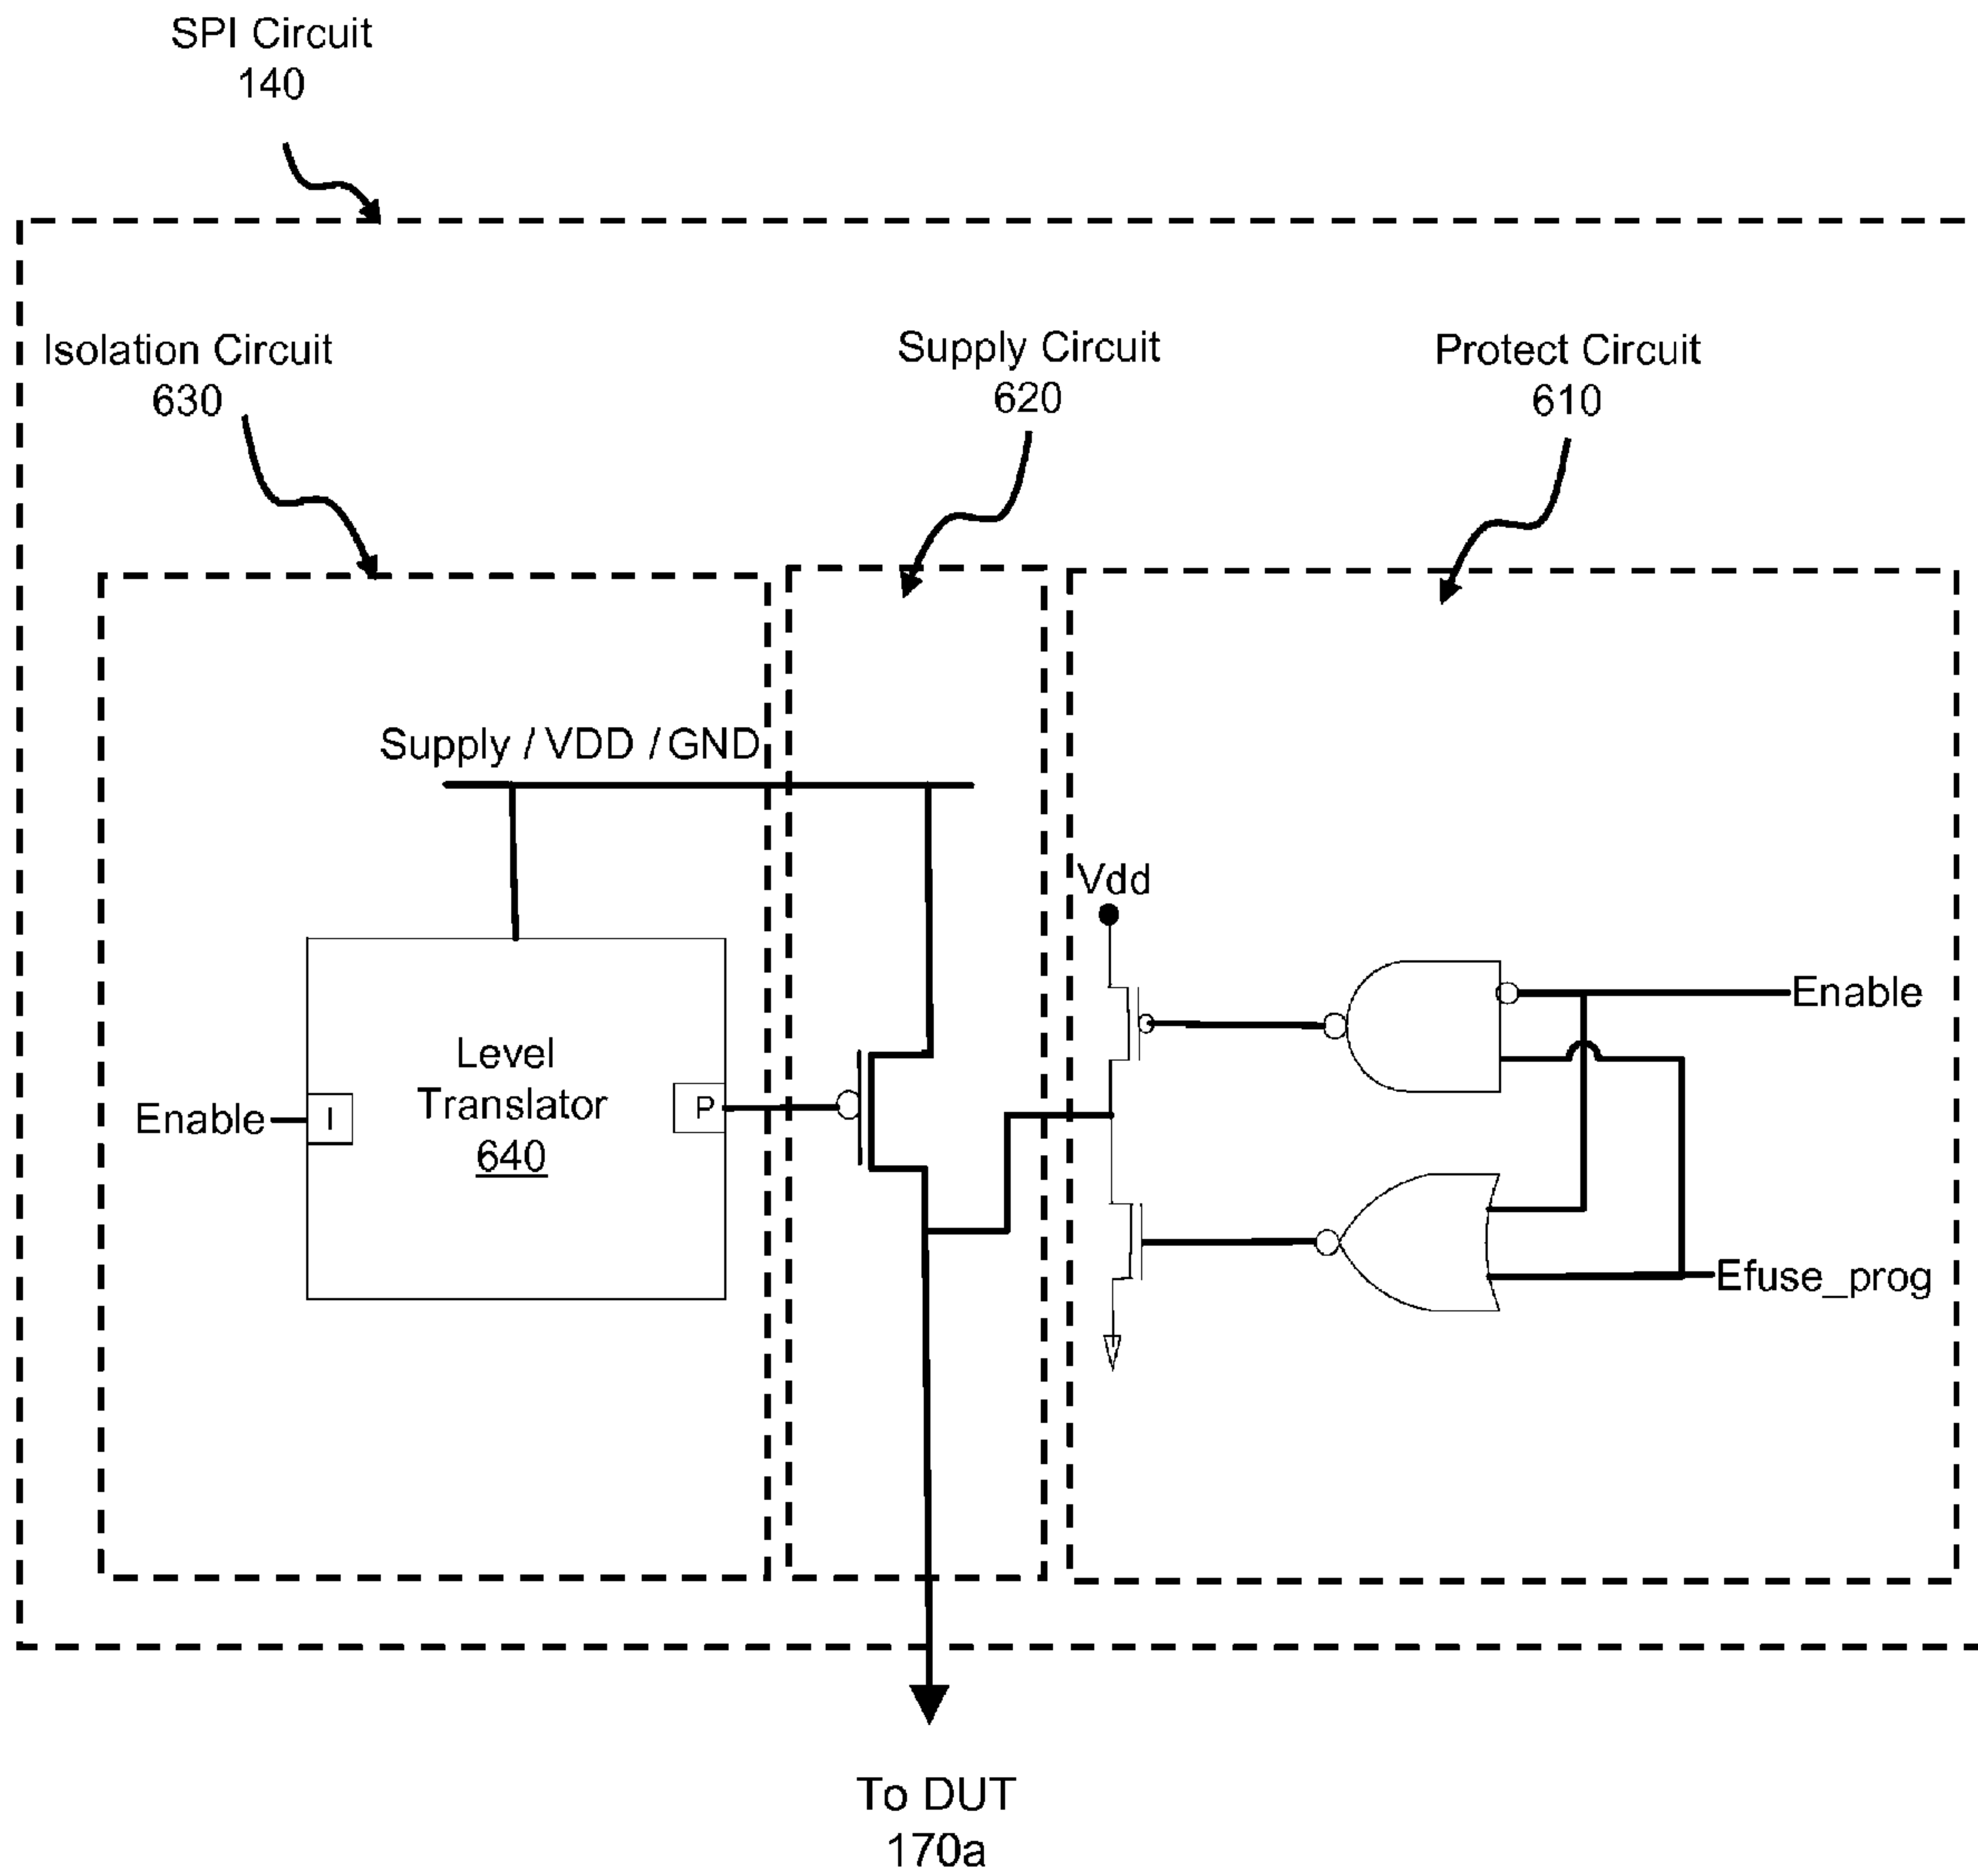 SPI Circuit
140
Isolation Circuit
630
Supply Circuit
620
Protect Circuit
610
Supply / VDD / GND
Vdd
Enable
Level
Translator
640
Enable
I
P
Efuse_prog
To DUT
170a